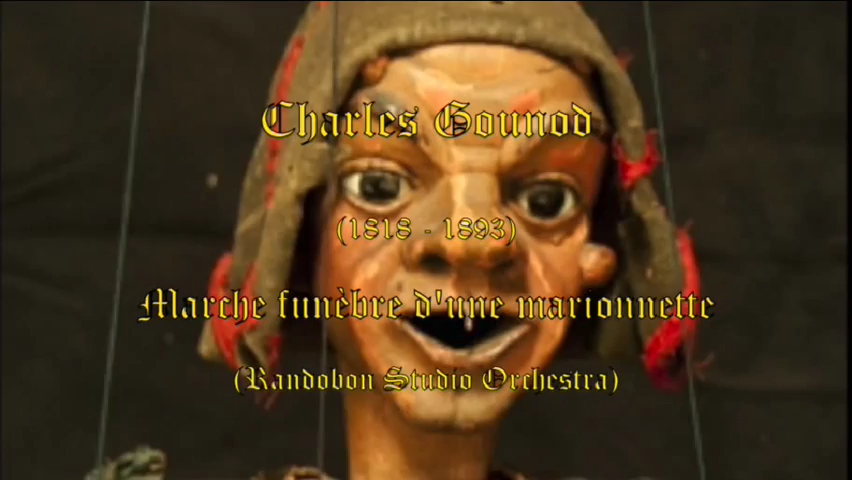 Charles Gounod
(1818 - 1893)
Marche funèbre d'une marionnette
(Randobon Studio Orchestra)